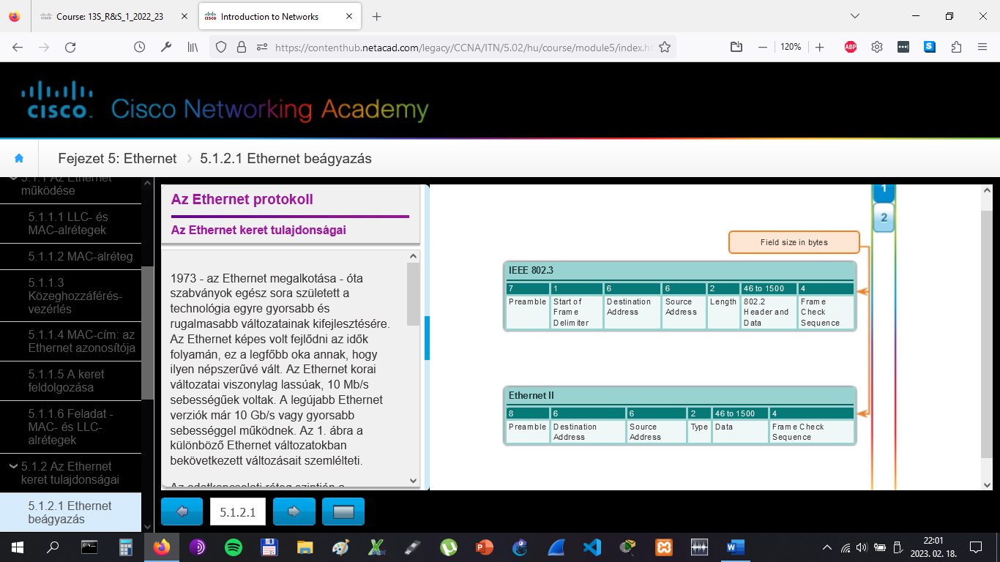 Course: 13S_R&S_1_2022_23
Introduction to Networks
https://contenthub.netacad.com/legacy/CCNA/ITN/5.02/hu/course/module5/index.h
120%
ABP
CISCO
Cisco Networking Academy
Fejezet 5: Ethernet
5.1.2.1 Ethernet beágyazás
5.1.1 Az Ethernet
működése
5.1.1.1 LLC- és
MAC-alrétegek
5.1.1.2 MAC-alréteg
5.1.1.3
Közeghozzáférés-
vezérlés
5.1.1.4 MAC-cím: az
Ethernet azonosítója
5.1.1.5 A keret
feldolgozása
5.1.1.6 Feladat -
MAC- és LLC-
alrétegek
5.1.2 Az Ethernet
keret tulajdonságai
5.1.2.1 Ethernet
beágyazás
Az Ethernet protokoll
Az Ethernet keret tulajdonságai
1973 - az Ethernet megalkotása - óta
szabványok egész sora született a
technológia egyre gyorsabb és
rugalmasabb változatainak kifejlesztésére.
Az Ethernet képes volt fejlődni az idők
folyamán, ez a legfőbb oka annak, hogy
ilyen népszerűvé vált. Az Ethernet korai
változatai viszonylag lassúak, 10 Mb/s
sebességűek voltak. A legújabb Ethernet
verziók már 10 Gb/s vagy gyorsabb
sebességgel működnek. Az 1. ábra a
különböző Ethernet változatokban
bekövetkezett változásait szemlélteti.
Az adatkapcsolati réteg szintjén a
1
2
Field size in bytes
IEEE 802.3
7 1 6 6 2 46 to 1500 4
Preamble Start of Frame Delimiter Destination Address Source Address Length 802.2 Header and Data Frame Check Sequence
Ethernet II
8 6 6 2 46 to 1500 4
Preamble Destination Address Source Address Type Data Frame Check Sequence
5.1.2.1
22:01
2023. 02. 18.